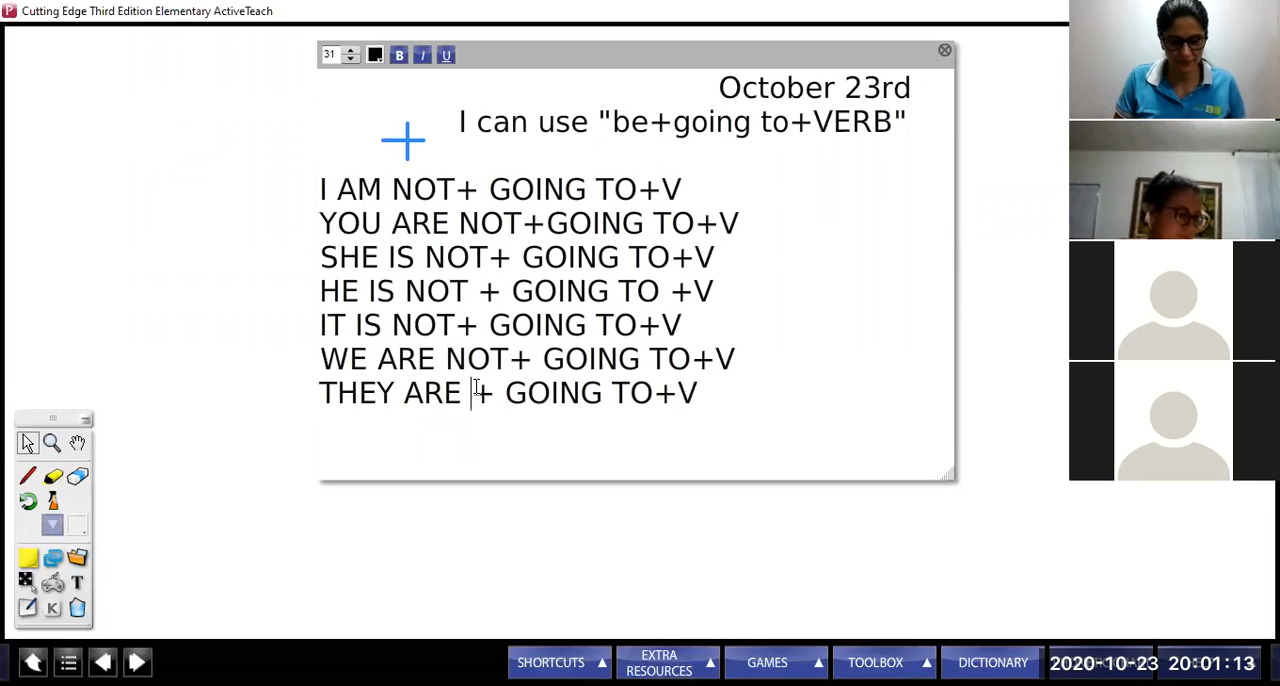 Cutting Edge Third Edition Elementary ActiveTeach
31 B I U
October 23rd
I can use "be+going to+VERB"
I AM NOT+ GOING TO+V
YOU ARE NOT+GOING TO+V
SHE IS NOT+ GOING TO+V
HE IS NOT + GOING TO +V
IT IS NOT+ GOING TO+V
WE ARE NOT+ GOING TO+V
THEY ARE + GOING TO+V
T
K
SHORTCUTS
EXTRA
RESOURCES
GAMES
TOOLBOX
DICTIONARY
2020-10-23 20:01:13